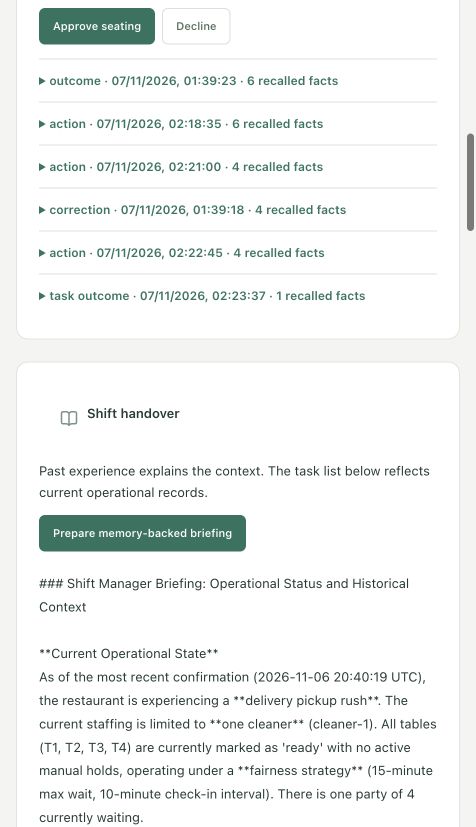 Approve seating
Decline
▶ outcome · 07/11/2026, 01:39:23 · 6 recalled facts
▶ action · 07/11/2026, 02:18:35 · 6 recalled facts
▶ action · 07/11/2026, 02:21:00 · 4 recalled facts
▶ correction · 07/11/2026, 01:39:18 · 4 recalled facts
▶ action · 07/11/2026, 02:22:45 · 4 recalled facts
▶ task outcome · 07/11/2026, 02:23:37 · 1 recalled facts
Shift handover
Past experience explains the context. The task list below reflects
current operational records.
Prepare memory-backed briefing
### Shift Manager Briefing: Operational Status and Historical
Context
**Current Operational State**
As of the most recent confirmation (2026-11-06 20:40:19 UTC),
the restaurant is experiencing a **delivery pickup rush**. The
current staffing is limited to **one cleaner** (cleaner-1). All tables
(T1, T2, T3, T4) are currently marked as 'ready' with no active
manual holds, operating under a **fairness strategy** (15-minute
max wait, 10-minute check-in interval). There is one party of 4
currently waiting.